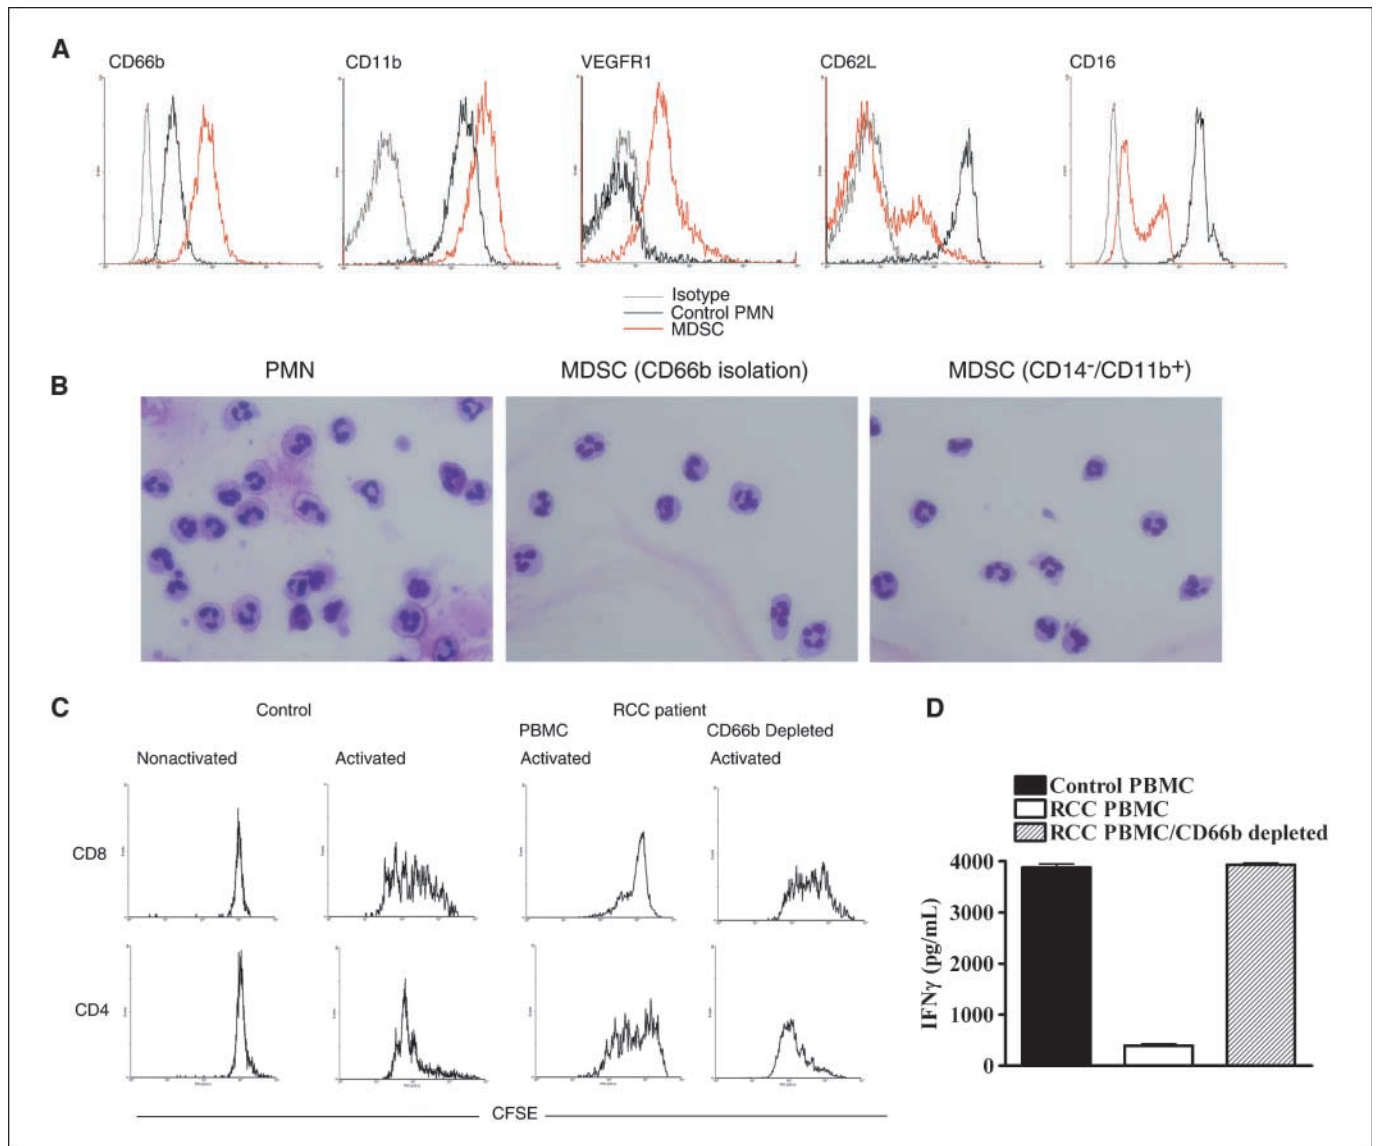 A
CD66b
CD11b
VEGFR1
CD62L
CD16
Isotype
Control PMN
MDSC
B
PMN
MDSC (CD66b isolation)
MDSC (CD14-/CD11b+)
C
Control
RCC patient
PBMC
CD66b Depleted
Nonactivated
Activated
Activated
Activated
CD8
CD4
CFSE
D
Control PBMC
RCC PBMC
RCC PBMC/CD66b depleted
IFNγ (pg/mL)
4000
3000
2000
1000
0